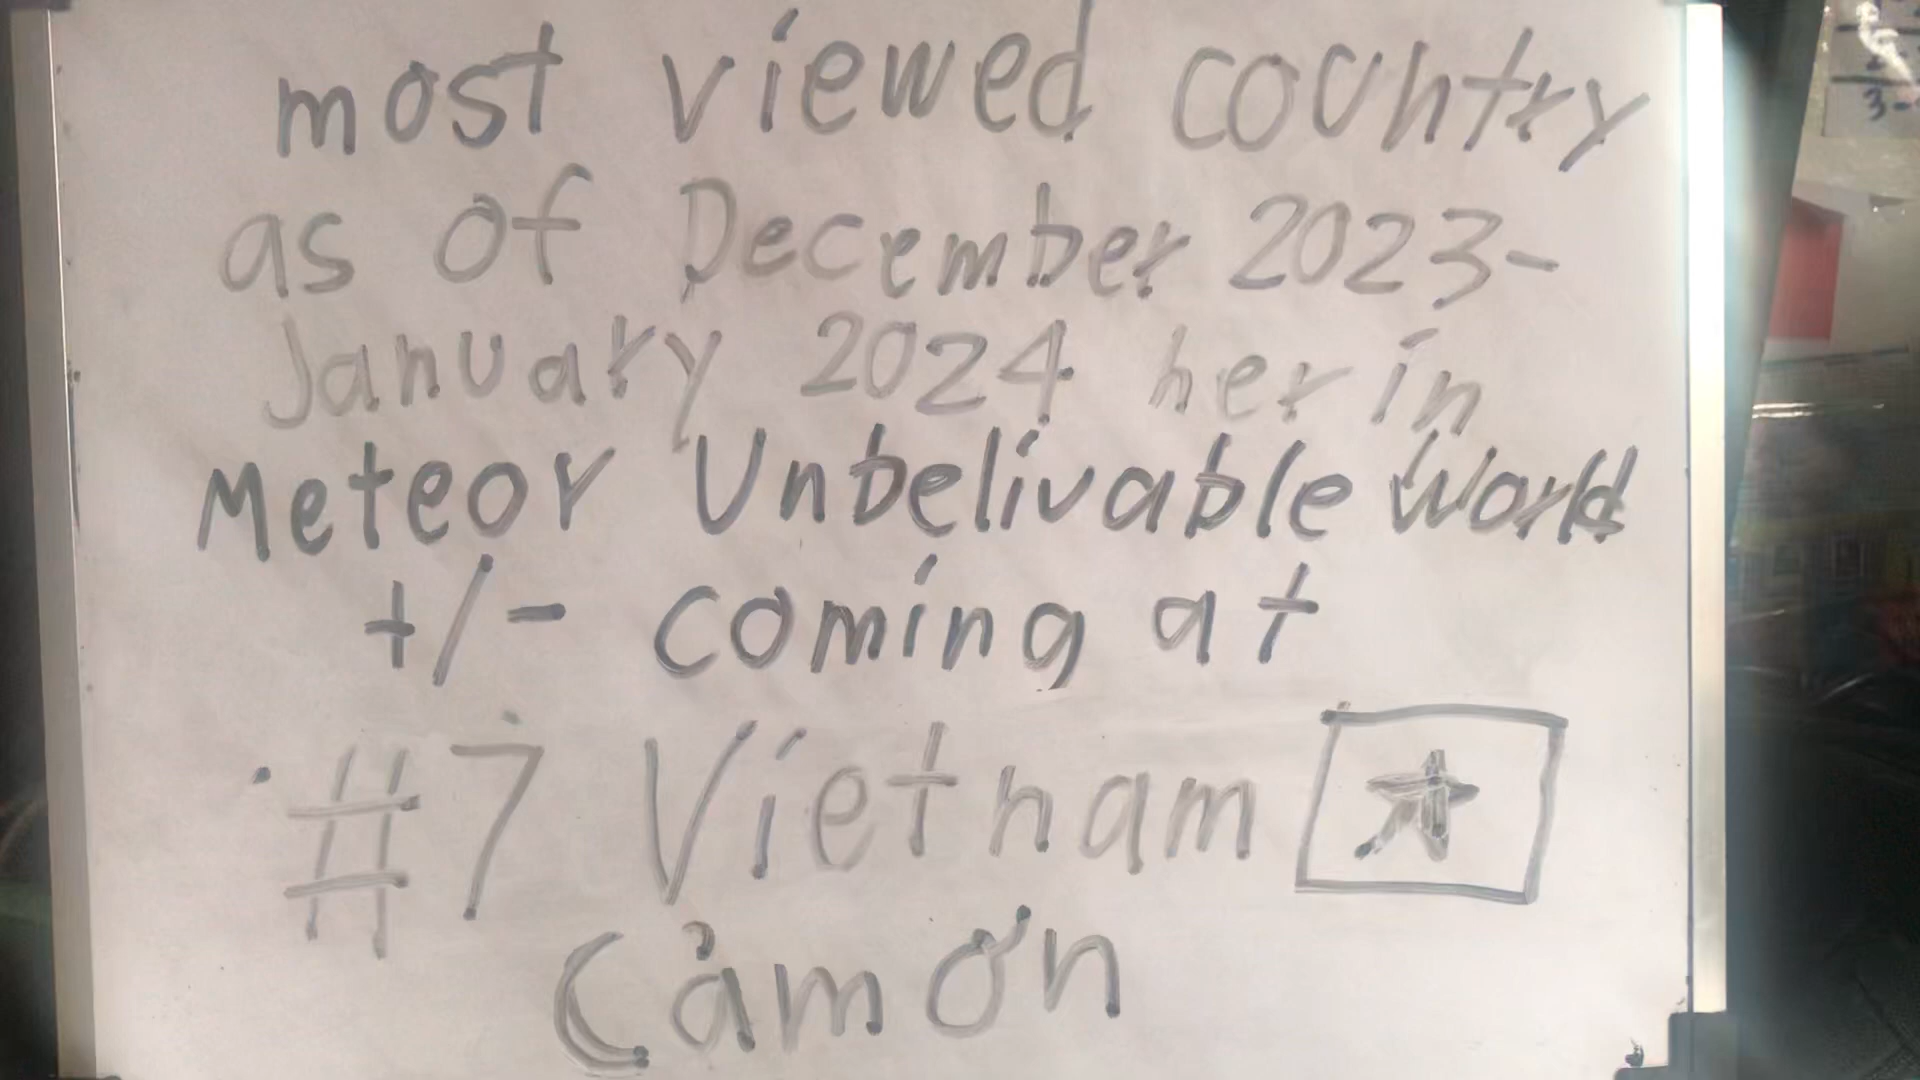 most viewed country
as of December 2023-
January 2024 her in
Meteor Unbelivable World
+/- coming at
#7 Vietnam
Cảm ơn
3-